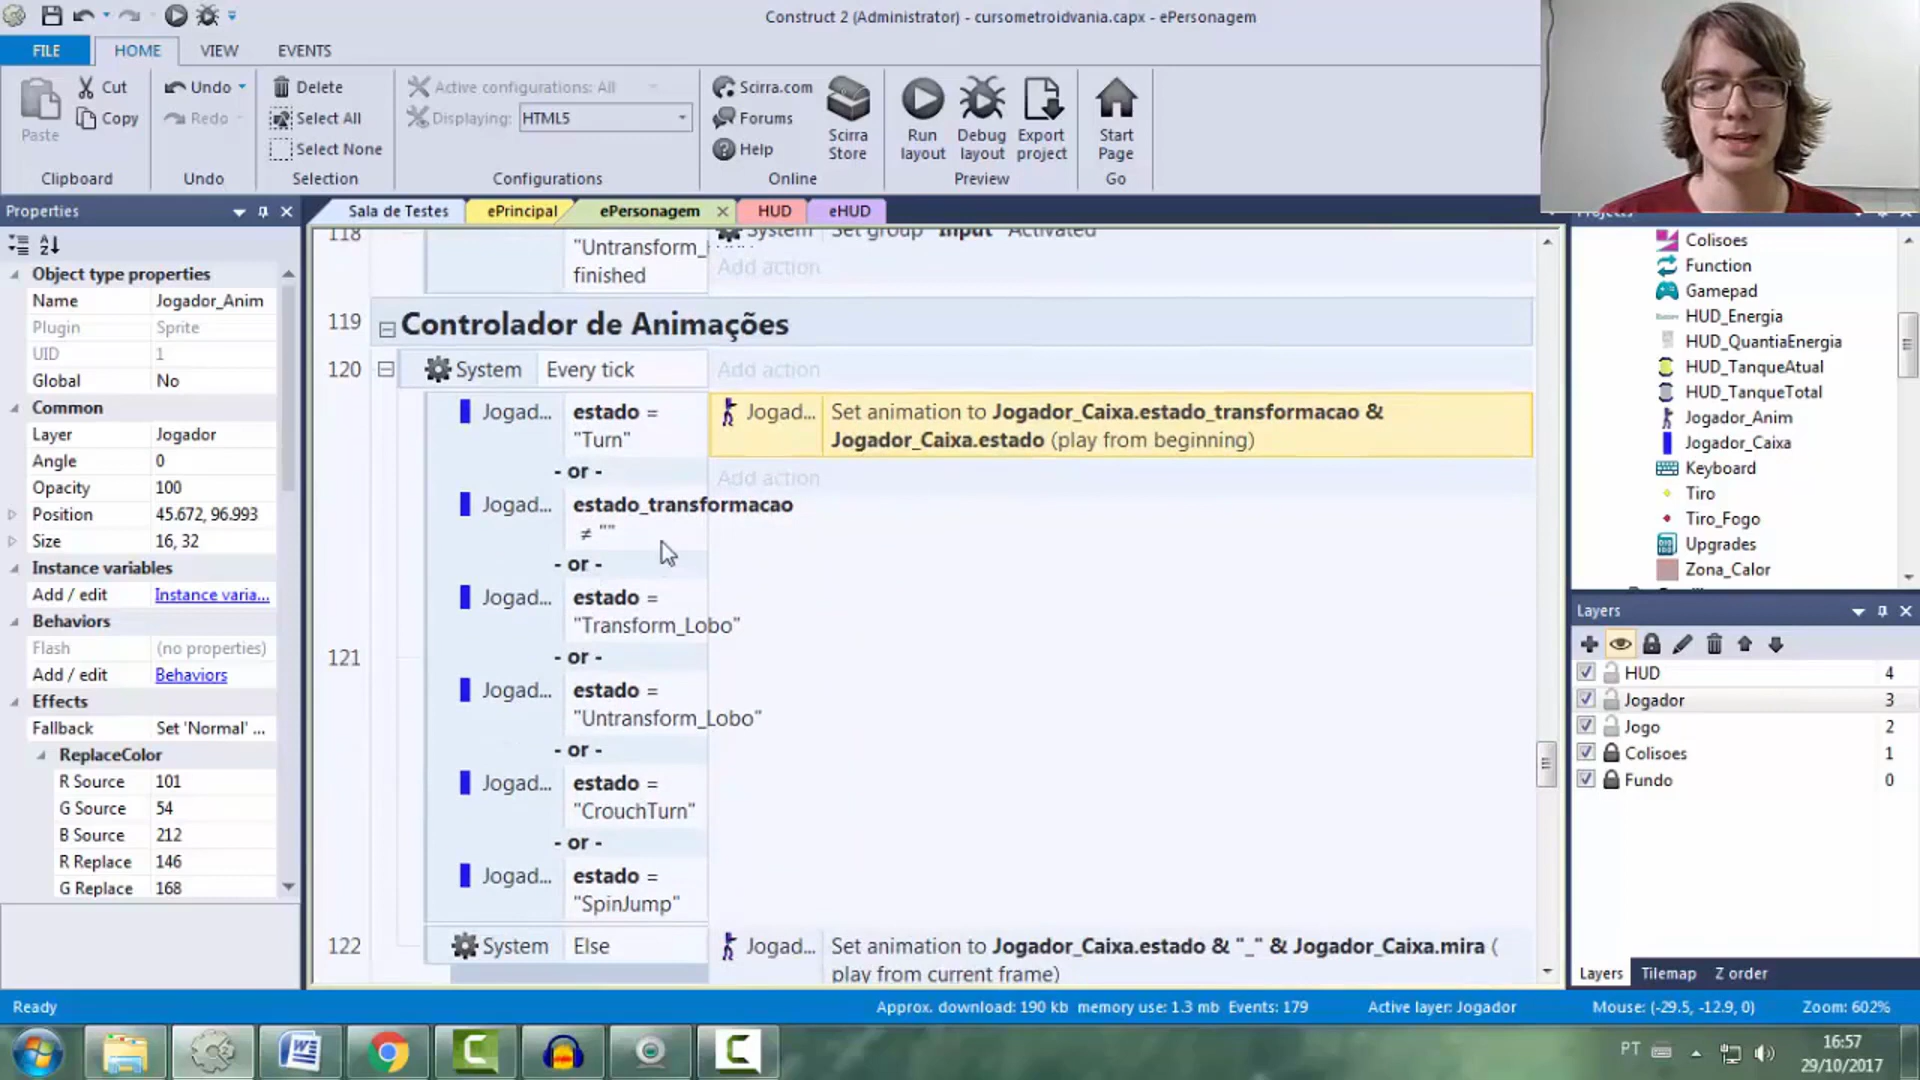 Construct 2 (Administrator) - cursometroidvania.capx - ePersonagem
FILE HOME VIEW EVENTS
Paste Cut Copy
Clipboard
Undo
Redo
Undo
Delete
Select All
Select None
Selection
Active configurations: All
Displaying: HTML5
Configurations
Scirra.com
Forums
Help
Scirra Store
Online
Run layout
Debug layout
Export project
Preview
Start Page
Go
Properties
Object type properties
Name Jogador_Anim
Plugin Sprite
UID 1
Global No
Common
Layer Jogador
Angle 0
Opacity 100
Position 45.672, 96.993
Size 16, 32
Instance variables
Add / edit Instance varia...
Behaviors
Flash (no properties)
Add / edit Behaviors
Effects
Fallback Set 'Normal' ...
ReplaceColor
R Source 101
G Source 54
B Source 212
R Replace 146
G Replace 168
Sala de Testes ePrincipal ePersonagem HUD eHUD
118 "Untransform_ System Set group "Input" Activated
finished Add action
119 Controlador de Animações
120 System Every tick Add action
Jogad... estado = "Turn"
Jogad... Set animation to Jogador_Caixa.estado_transformacao &
Jogador_Caixa.estado (play from beginning)
- or -
Add action
Jogad... estado_transformacao
≠ ""
- or -
Jogad... estado =
"Transform_Lobo"
121 - or -
Jogad... estado =
"Untransform_Lobo"
- or -
Jogad... estado =
"CrouchTurn"
- or -
Jogad... estado =
"SpinJump"
122 System Else Jogad... Set animation to Jogador_Caixa.estado & "_" & Jogador_Caixa.mira (
play from current frame)
Colisoes
Function
Gamepad
HUD_Energia
HUD_QuantiaEnergia
HUD_TanqueAtual
HUD_TanqueTotal
Jogador_Anim
Jogador_Caixa
Keyboard
Tiro
Tiro_Fogo
Upgrades
Zona_Calor
Layers
HUD 4
Jogador 3
Jogo 2
Colisoes 1
Fundo 0
Layers Tilemap Z order
Ready Approx. download: 190 kb memory use: 1.3 mb Events: 179 Active layer: Jogador Mouse: (-29.5, -12.9, 0) Zoom: 602%
PT 16:57
29/10/2017